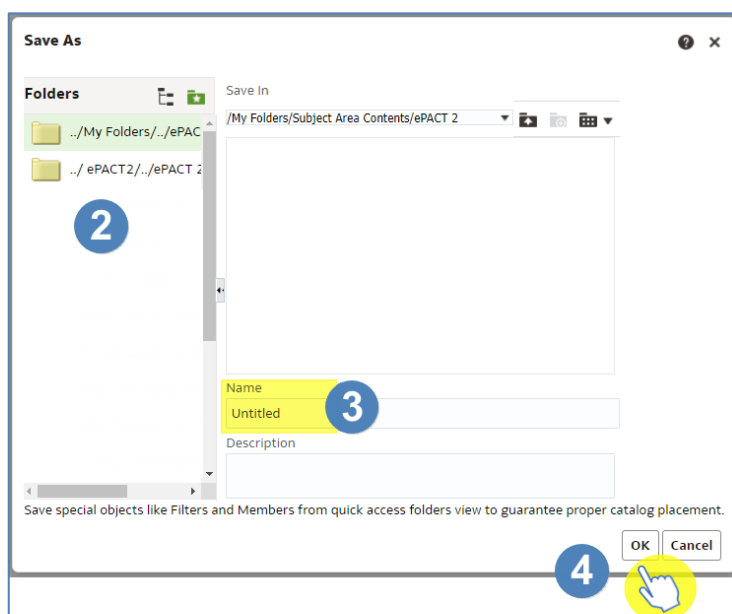 Save As
Folders
Save In
/My Folders/Subject Area Contents/ePACT 2
../My Folders/../ePAC
../ ePACT2/../ePACT 2
2
Name
Untitled
3
Description
Save special objects like Filters and Members from quick access folders view to guarantee proper catalog placement.
OK
Cancel
4